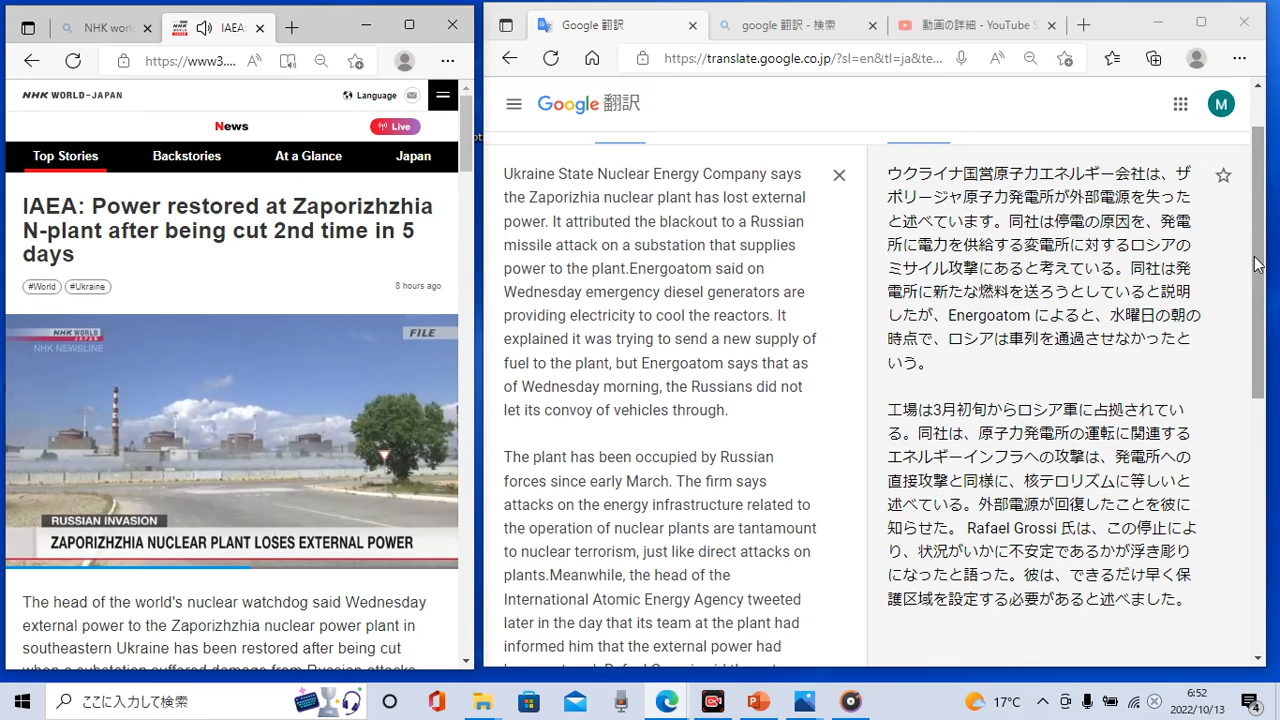 NHK worl
IAEA:
https://www3....
NHK WORLD-JAPAN
Language
News
Live
Top Stories
Backstories
At a Glance
Japan
IAEA: Power restored at Zaporizhzhia
N-plant after being cut 2nd time in 5
days
#World
#Ukraine
8 hours ago
NHK WORLD
JAPAN
NHK NEWSLINE
FILE
RUSSIAN INVASION
ZAPORIZHZHIA NUCLEAR PLANT LOSES EXTERNAL POWER
The head of the world's nuclear watchdog said Wednesday
external power to the Zaporizhzhia nuclear power plant in
southeastern Ukraine has been restored after being cut
when a substation suffered damage from Russian attacks
Google 翻訳
google 翻訳 - 検索
動画の詳細 - YouTube S
https://translate.google.co.jp/?sl=en&tl=ja&te...
Google 翻訳
M
Ukraine State Nuclear Energy Company says
the Zaporizhia nuclear plant has lost external
power. It attributed the blackout to a Russian
missile attack on a substation that supplies
power to the plant.Energoatom said on
Wednesday emergency diesel generators are
providing electricity to cool the reactors. It
explained it was trying to send a new supply of
fuel to the plant, but Energoatom says that as
of Wednesday morning, the Russians did not
let its convoy of vehicles through.
The plant has been occupied by Russian
forces since early March. The firm says
attacks on the energy infrastructure related to
the operation of nuclear plants are tantamount
to nuclear terrorism, just like direct attacks on
plants.Meanwhile, the head of the
International Atomic Energy Agency tweeted
later in the day that its team at the plant had
informed him that the external power had
ウクライナ国営原子力エネルギー会社は、ザ
ポリージャ原子力発電所が外部電源を失った
と述べています。同社は停電の原因を、発電
所に電力を供給する変電所に対するロシアの
ミサイル攻撃にあると考えている。同社は発
電所に新たな燃料を送ろうとしていると説明
したが、Energoatom によると、水曜日の朝の
時点で、ロシアは車列を通過させなかったと
いう。
工場は3月初旬からロシア軍に占拠されてい
る。同社は、原子力発電所の運転に関連する
エネルギーインフラへの攻撃は、発電所への
直接攻撃と同様に、核テロリズムに等しいと
述べている。外部電源が回復したことを彼に
知らせた。 Rafael Grossi 氏は、この停止によ
り、状況がいかに不安定であるかが浮き彫り
になったと語った。彼は、できるだけ早く保
護区域を設定する必要があると述べました。
ここに入力して検索
17°C
6:52
2022/10/13
4